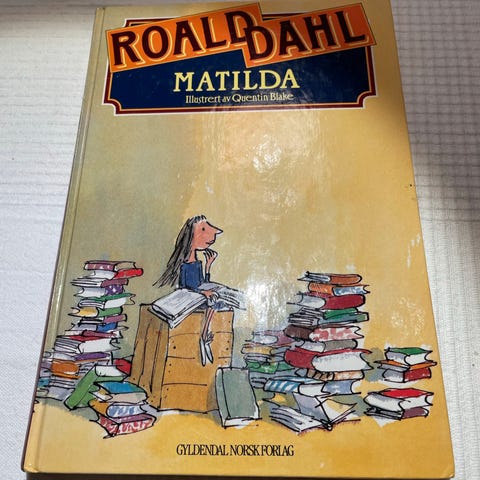 ROALD DAHL
MATILDA
Illustrert av Quentin Blake
GYLDENDAL NORSK FORLAG